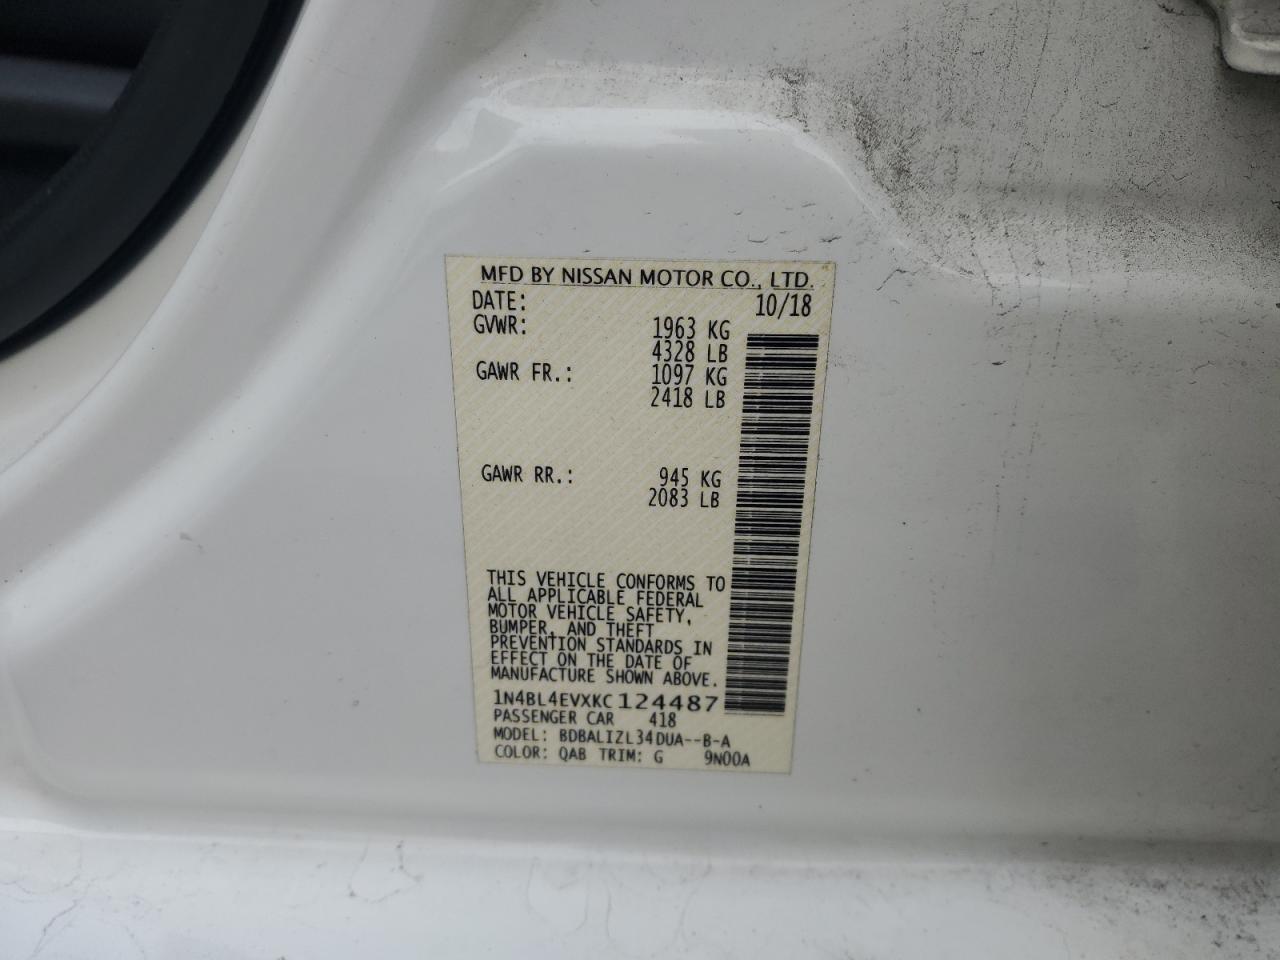 MFD BY NISSAN MOTOR CO., LTD.
DATE: 10/18
GVWR: 1963 KG
4328 LB
GAWR FR.: 1097 KG
2418 LB
GAWR RR.: 945 KG
2083 LB
THIS VEHICLE CONFORMS TO
ALL APPLICABLE FEDERAL
MOTOR VEHICLE SAFETY,
BUMPER, AND THEFT
PREVENTION STANDARDS IN
EFFECT ON THE DATE OF
MANUFACTURE SHOWN ABOVE.
1N4BL4EVXKC124487
PASSENGER CAR 418
MODEL: BDBALIZL34DUA--B-A
COLOR: QAB TRIM: G 9N00A